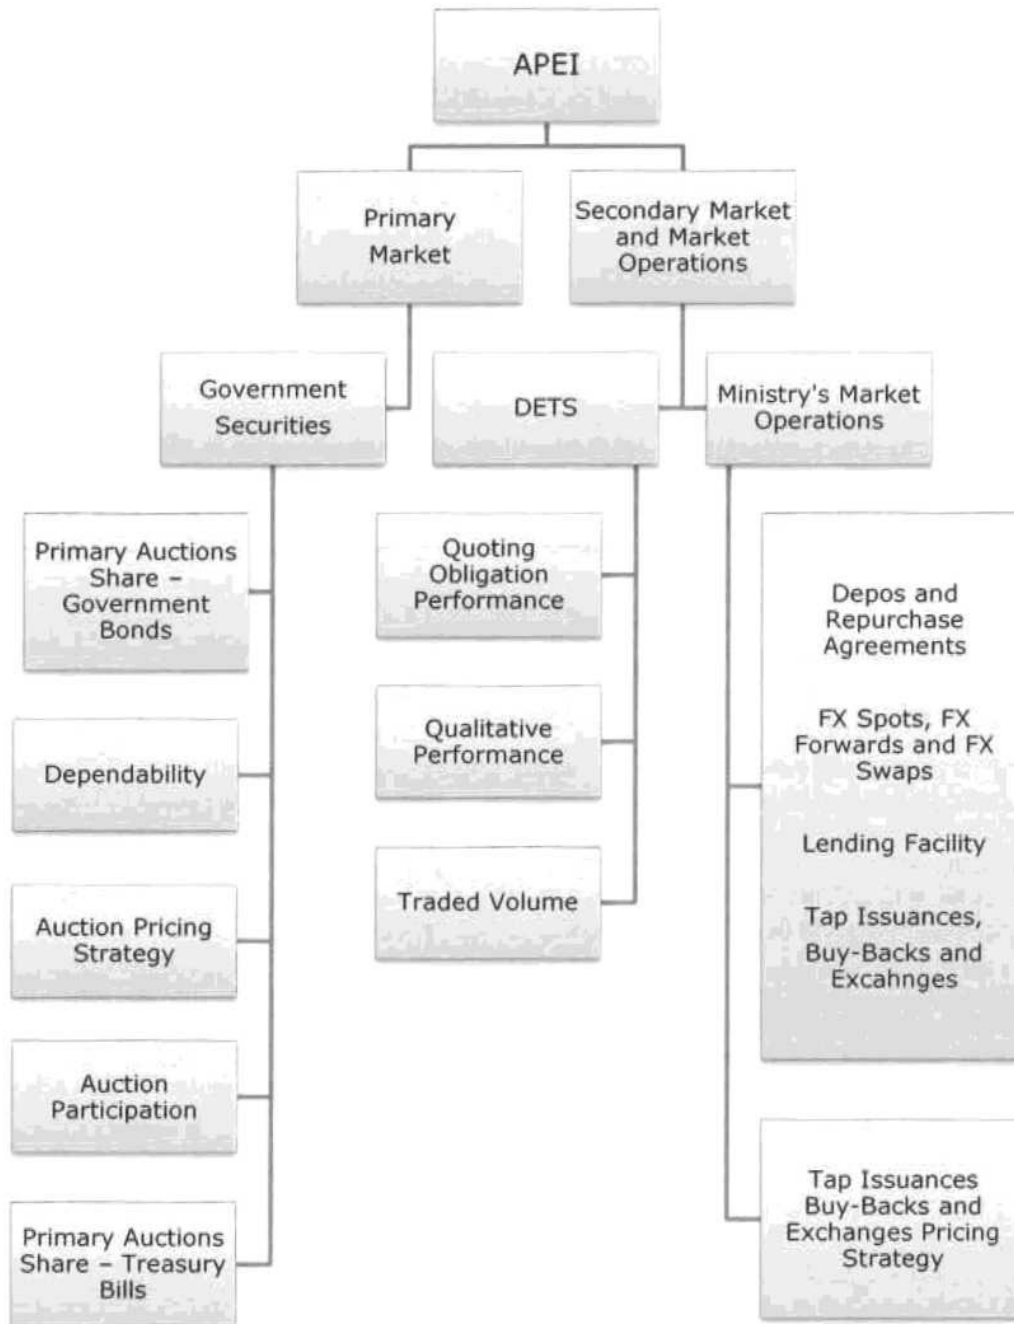 APEI
Primary
Market
Secondary Market
and Market
Operations
Government
Securities
DETS
Ministry's Market
Operations
Primary Auctions
Share –
Government
Bonds
Dependability
Auction Pricing
Strategy
Auction
Participation
Primary Auctions
Share – Treasury
Bills
Quoting
Obligation
Performance
Qualitative
Performance
Traded Volume
Depos and
Repurchase
Agreements
FX Spots, FX
Forwards and FX
Swaps
Lending Facility
Tap Issuances,
Buy-Backs and
Excahnges
Tap Issuances
Buy-Backs and
Exchanges Pricing
Strategy